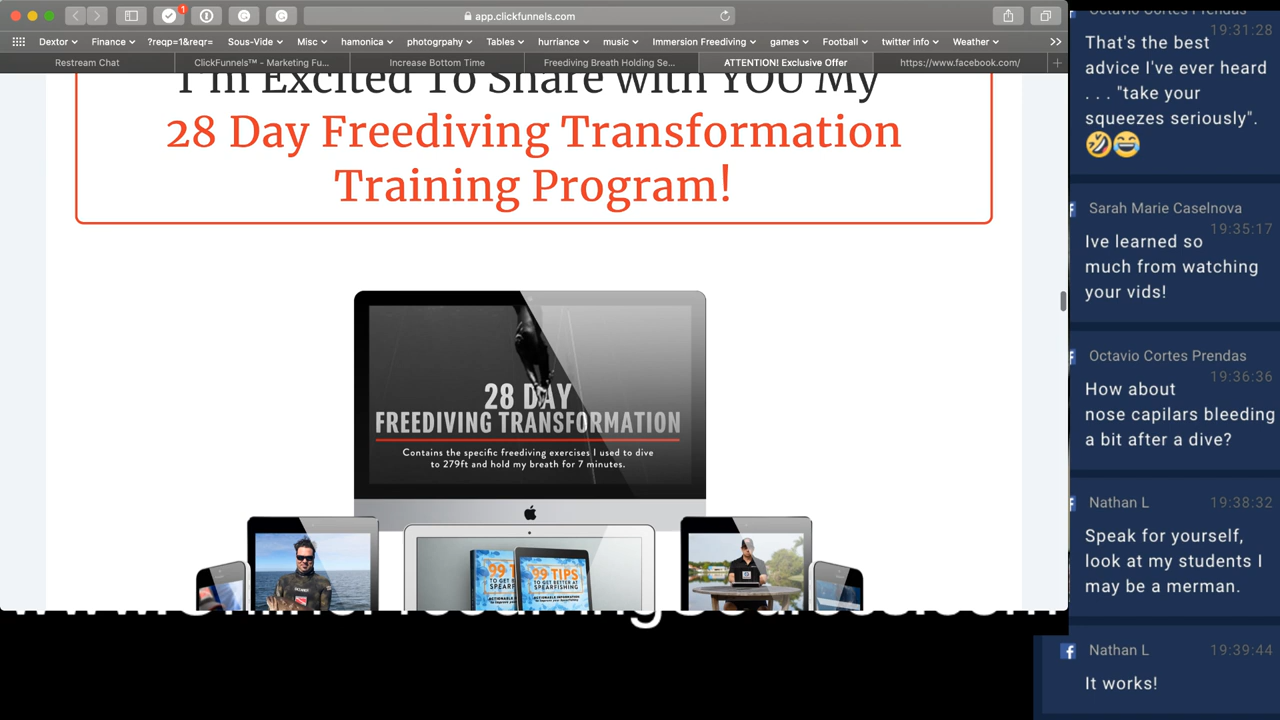 app.clickfunnels.com
1
Dextor
Finance
?reqp=1&reqr=
Sous-Vide
Misc
hamonica
photogrpahy
Tables
hurriance
music
Immersion Freediving
games
Football
twitter info
Weather
Restream Chat
ClickFunnels™ - Marketing Fu...
Increase Bottom Time
Freediving Breath Holding Se...
ATTENTION! Exclusive Offer
https://www.facebook.com/
I'm Excited To Share with YOU My
28 Day Freediving Transformation
Training Program!
28 DAY
FREEDIVING TRANSFORMATION
Contains the specific freediving exercises I used to dive
to 279ft and hold my breath for 7 minutes.
99 TIPS
TO GET BETTER AT
SPEARFISHING
Octavio Cortes Prendas
19:31:28
That's the best
advice I've ever heard
. . . "take your
squeezes seriously".
Sarah Marie Caselnova
19:35:17
Ive learned so
much from watching
your vids!
Octavio Cortes Prendas
19:36:36
How about
nose capilars bleeding
a bit after a dive?
Nathan L
19:38:32
Speak for yourself,
look at my students I
may be a merman.
Nathan L
19:39:44
It works!